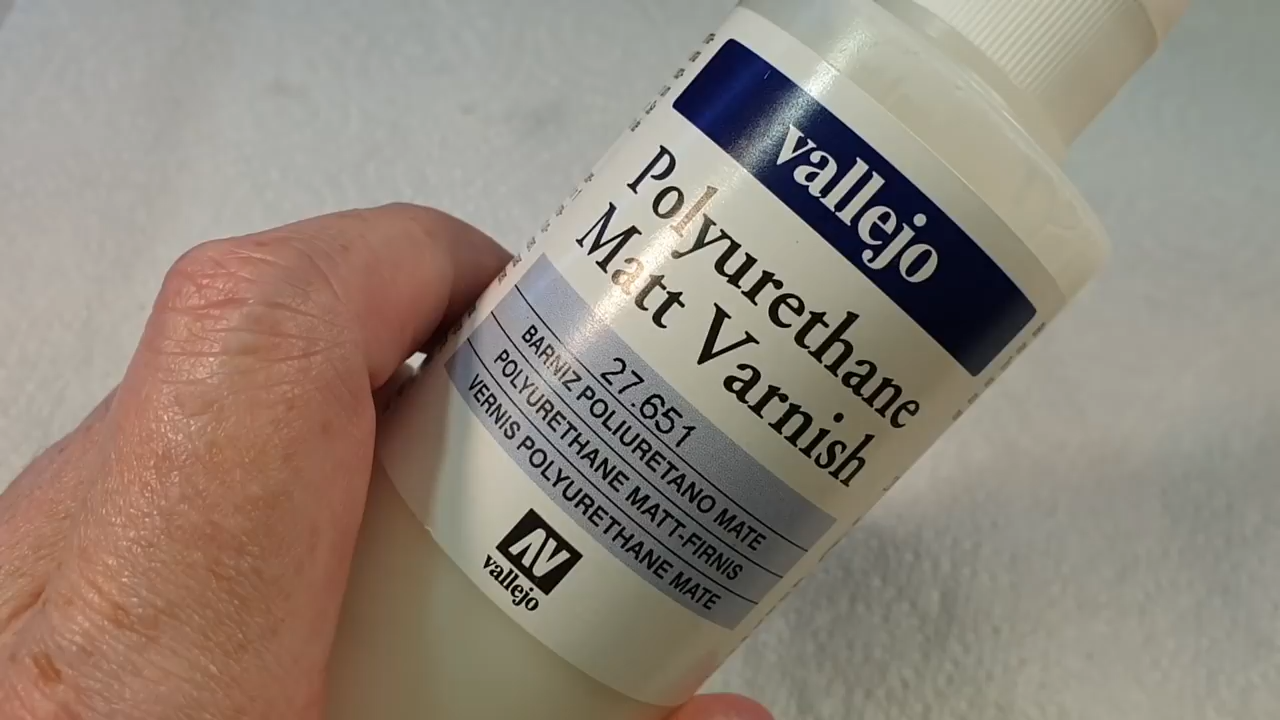 vallejo
Polyurethane
Matt Varnish
27.651
BARNIZ POLIURETANO MATE
POLYURETHANE MATT-FIRNIS
VERNIS POLYURETHANE MATE
AV
vallejo